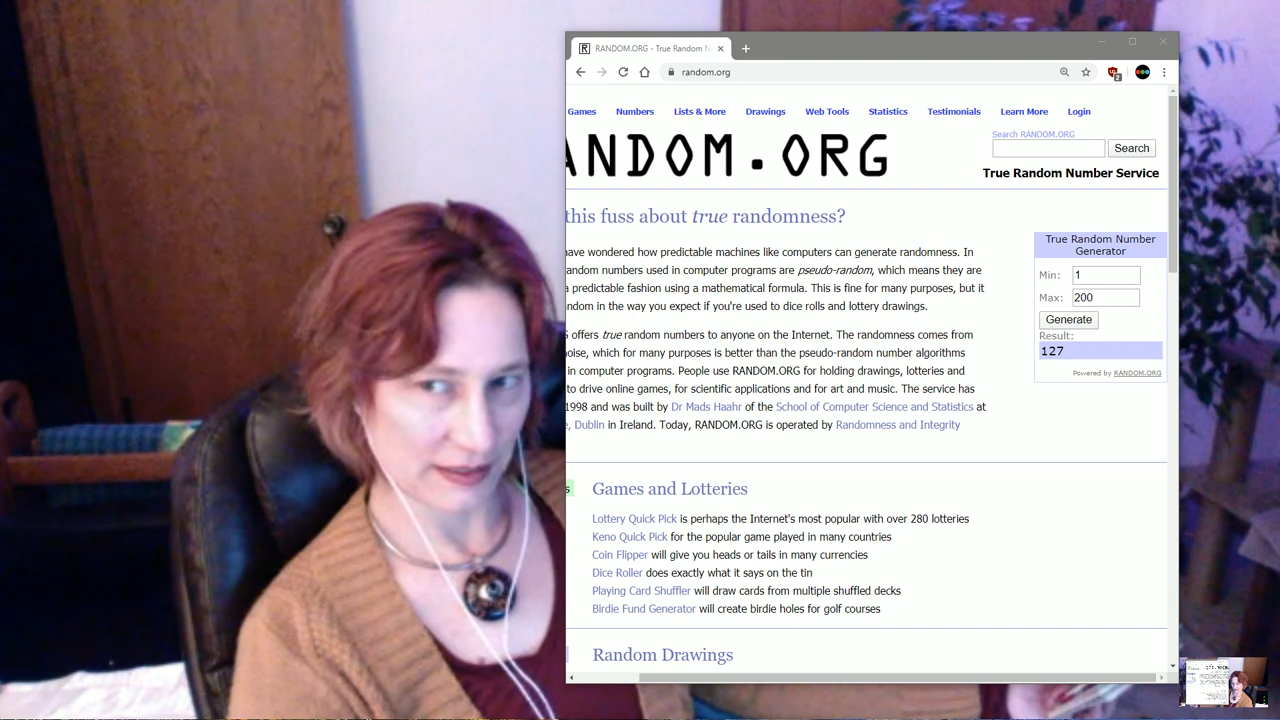 RANDOM.ORG - True Random N
random.org
2
Games Numbers Lists & More Drawings Web Tools Statistics Testimonials Learn More Login
Search RANDOM.ORG
ANDOM.ORG
Search
True Random Number Service
this fuss about true randomness?
have wondered how predictable machines like computers can generate randomness. In
random numbers used in computer programs are pseudo-random, which means they are
a predictable fashion using a mathematical formula. This is fine for many purposes, but it
ndom in the way you expect if you're used to dice rolls and lottery drawings.
G offers true random numbers to anyone on the Internet. The randomness comes from
oise, which for many purposes is better than the pseudo-random number algorithms
in computer programs. People use RANDOM.ORG for holding drawings, lotteries and
to drive online games, for scientific applications and for art and music. The service has
1998 and was built by Dr Mads Haahr of the School of Computer Science and Statistics at
e, Dublin in Ireland. Today, RANDOM.ORG is operated by Randomness and Integrity
True Random Number
Generator
Min: 1
Max: 200
Generate
Result:
127
Powered by RANDOM.ORG
s
Games and Lotteries
Lottery Quick Pick is perhaps the Internet's most popular with over 280 lotteries
Keno Quick Pick for the popular game played in many countries
Coin Flipper will give you heads or tails in many currencies
Dice Roller does exactly what it says on the tin
Playing Card Shuffler will draw cards from multiple shuffled decks
Birdie Fund Generator will create birdie holes for golf courses
Random Drawings